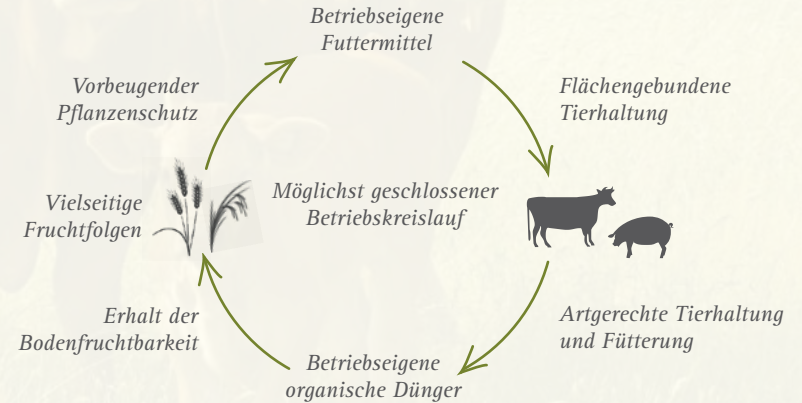 Betriebseigene
Futtermittel
Vorbeugender
Pflanzenschutz
Flächengebundene
Tierhaltung
Vielseitige
Fruchtfolgen
Möglichst geschlossener
Betriebskreislauf
Erhalt der
Bodenfruchtbarkeit
Artgerechte Tierhaltung
und Fütterung
Betriebseigene
organische Dünger